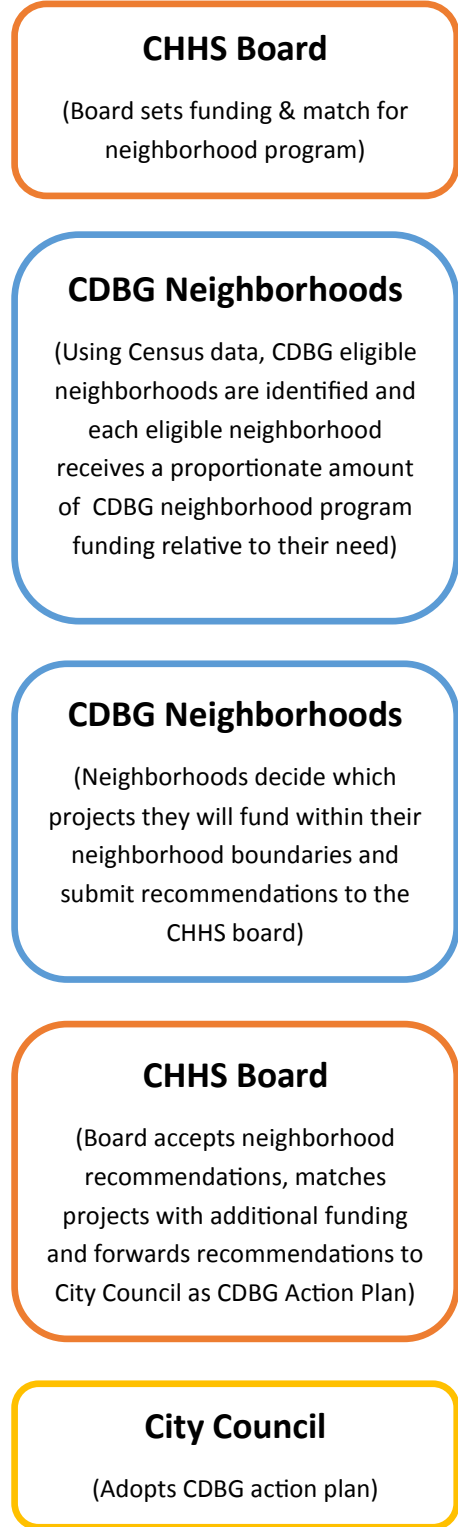 CHHS Board
(Board sets funding & match for
neighborhood program)
CDBG Neighborhoods
(Using Census data, CDBG eligible
neighborhoods are identified and
each eligible neighborhood
receives a proportionate amount
of CDBG neighborhood program
funding relative to their need)
CDBG Neighborhoods
(Neighborhoods decide which
projects they will fund within their
neighborhood boundaries and
submit recommendations to the
CHHS board)
CHHS Board
(Board accepts neighborhood
recommendations, matches
projects with additional funding
and forwards recommendations to
City Council as CDBG Action Plan)
City Council
(Adopts CDBG action plan)